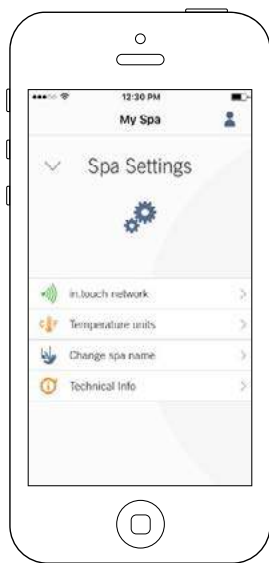 12:30 PM
My Spa
Spa Settings
in.touch network
Temperature units
Change spa name
Technical Info